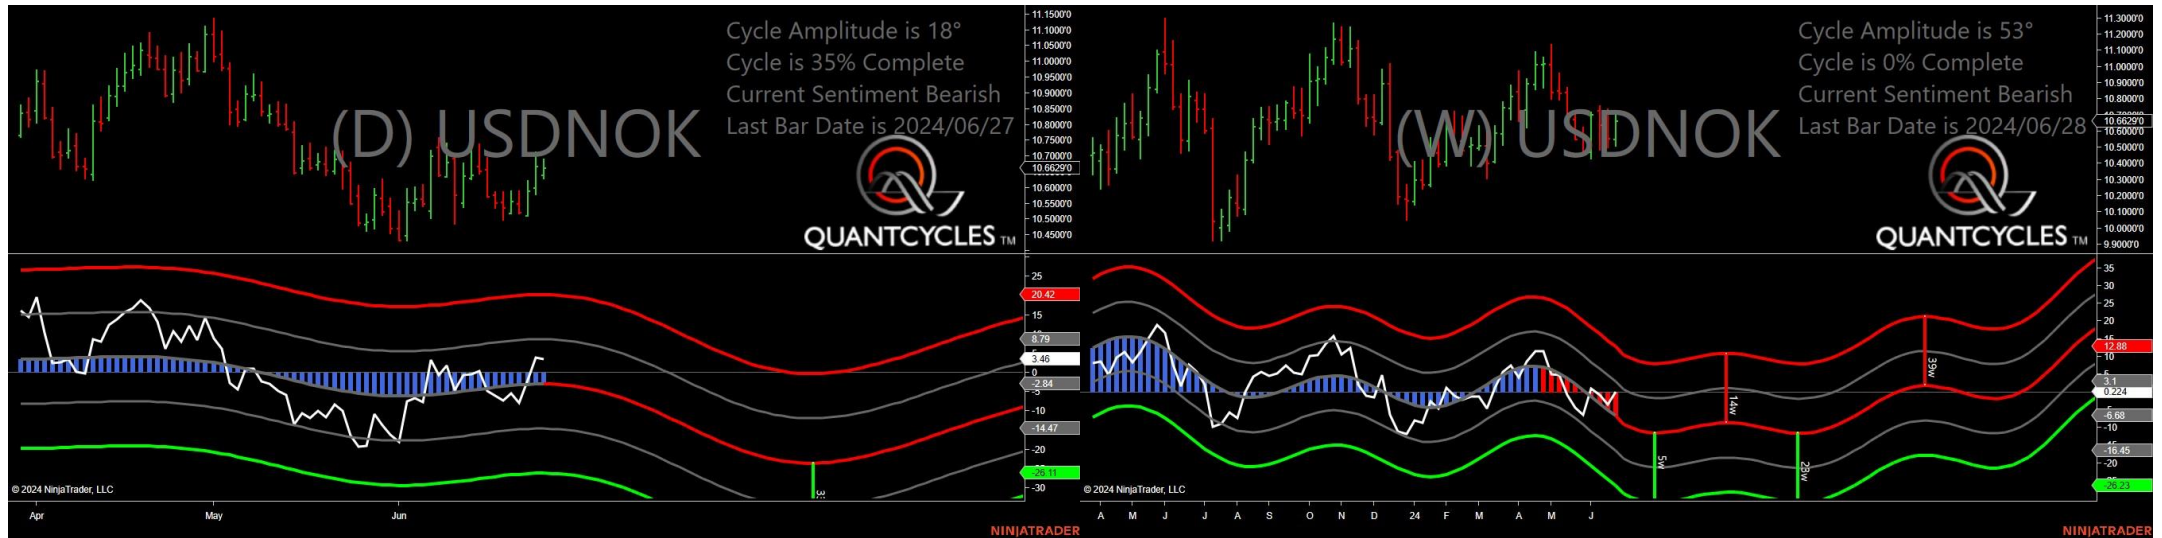 Cycle Amplitude is 18°
Cycle is 35% Complete
Current Sentiment Bearish
Last Bar Date is 2024/06/27
(D) USDNOK
QUANTCYCLES TM
11.1500'0
11.1000'0
11.0500'0
11.0000'0
10.9500'0
10.9000'0
10.8500'0
10.8000'0
10.7500'0
10.7000'0
10.6629'0
10.6000'0
10.5500'0
10.5000'0
10.4500'0
25
20.42
15
8.79
3.46
0
-2.84
-5
-10
-14.47
-20
-26.11
-30
© 2024 NinjaTrader, LLC
Apr May Jun
NINJATRADER
Cycle Amplitude is 53°
Cycle is 0% Complete
Current Sentiment Bearish
Last Bar Date is 2024/06/28
(W) USDNOK
QUANTCYCLES TM
11.3000'0
11.2000'0
11.1000'0
11.0000'0
10.9000'0
10.8000'0
10.6629'0
10.6000'0
10.5000'0
10.4000'0
10.3000'0
10.2000'0
10.1000'0
10.0000'0
9.9000'0
35
30
25
20
12.88
10
3.1
0.224
-6.68
-10
-16.45
-20
-26.23
14w
39w
5w
28w
© 2024 NinjaTrader, LLC
A M J J A S O N D 24 F M A M J
NINJATRADER